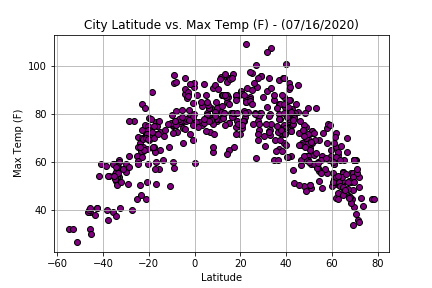 City Latitude vs. Max Temp (F) - (07/16/2020)
Max Temp (F)
100
80
60
40
−60 −40 −20 0 20 40 60 80
Latitude